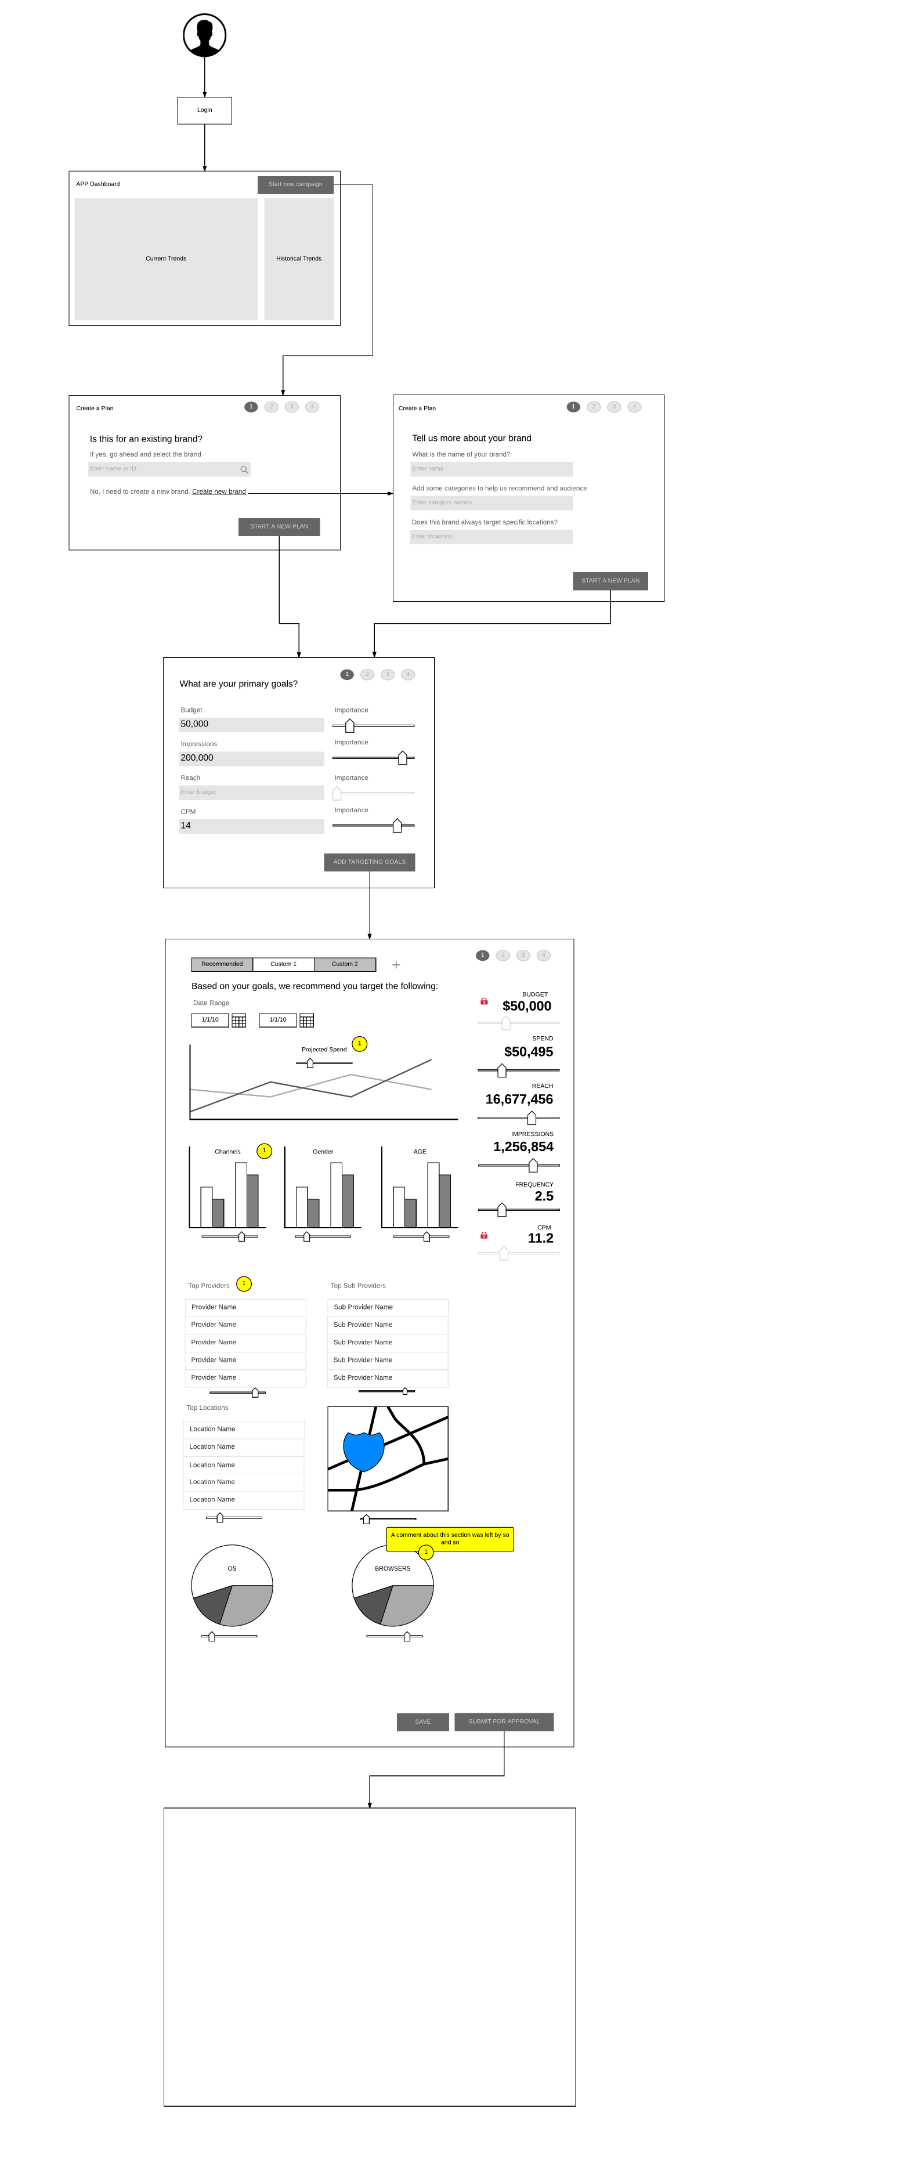 Login
APP Dashboard
Start new campaign
Current Trends
Historical Trends
Create a Plan
1 2 3 4
Is this for an existing brand?
If yes, go ahead and select the brand
Enter name or ID
No, I need to create a new brand. Create new brand
START A NEW PLAN
Create a Plan
1 2 3 4
Tell us more about your brand
What is the name of your brand?
Enter name
Add some categories to help us recommend and audience
Enter category names
Does this brand always target specific locations?
Enter locations
START A NEW PLAN
1 2 3 4
What are your primary goals?
Budget
Importance
50,000
Impressions
Importance
200,000
Reach
Importance
Enter budget
CPM
Importance
14
ADD TARGETING GOALS
1 2 3 4
Recommended
Custom 1
Custom 2
Based on your goals, we recommend you target the following:
Date Range
1/1/10
1/1/10
Projected Spend
1
Channels
1
Gender
AGE
BUDGET
$50,000
SPEND
$50,495
REACH
16,677,456
IMPRESSIONS
1,256,854
FREQUENCY
2.5
CPM
11.2
Top Providers
1
Provider Name
Provider Name
Provider Name
Provider Name
Provider Name
Top Sub Providers
Sub Provider Name
Sub Provider Name
Sub Provider Name
Sub Provider Name
Sub Provider Name
Top Locations
Location Name
Location Name
Location Name
Location Name
Location Name
A comment about this section was left by so
and so
1
OS
BROWSERS
SAVE
SUBMIT FOR APPROVAL